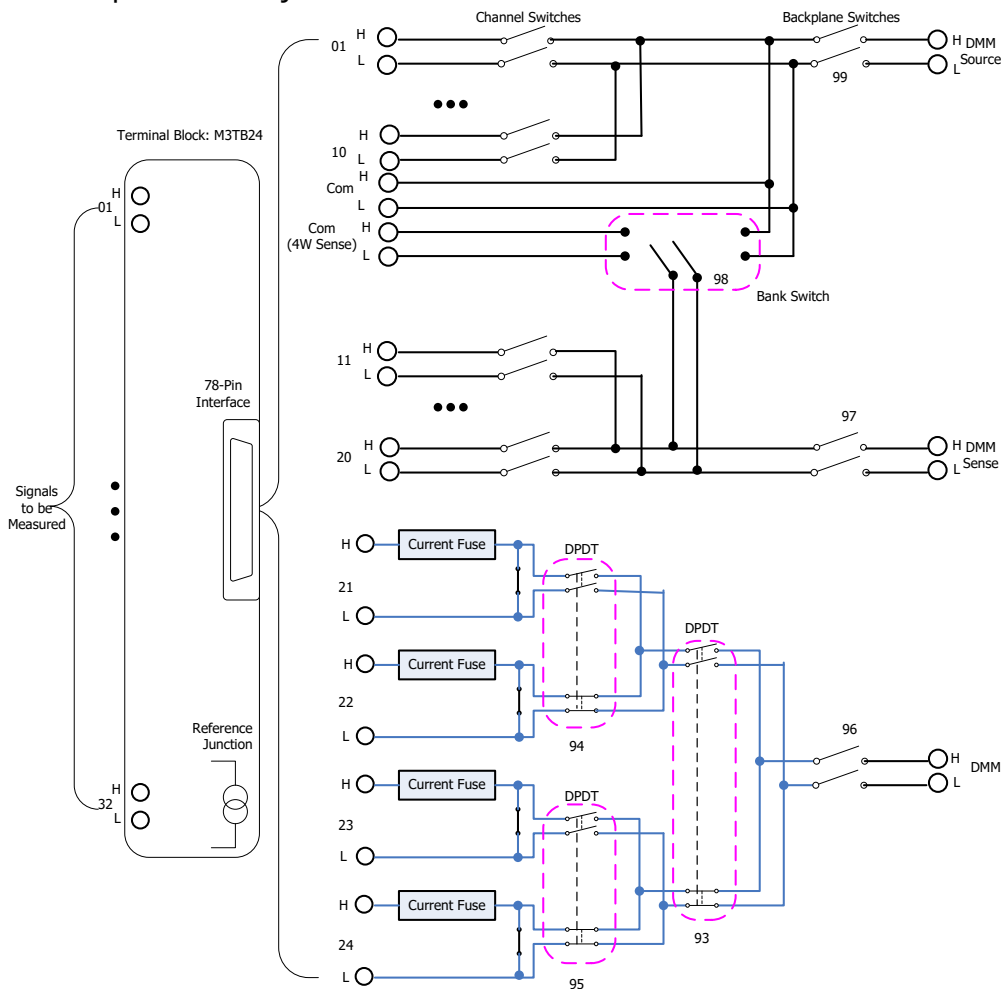 Channel Switches
Backplane Switches
01
H
L
H DMM
L Source
99
Terminal Block: M3TB24
H
10
L
H
Com
L
Com
(4W Sense)
H
L
98
Bank Switch
H
01
L
11
H
L
78-Pin
Interface
97
20
H
L
H DMM
L Sense
Signals
to be
Measured
H
Current Fuse
DPDT
21
L
DPDT
H
Current Fuse
22
L
94
Reference
Junction
96
H
L
DMM
H
32
L
H
Current Fuse
DPDT
23
L
H
Current Fuse
24
L
93
95